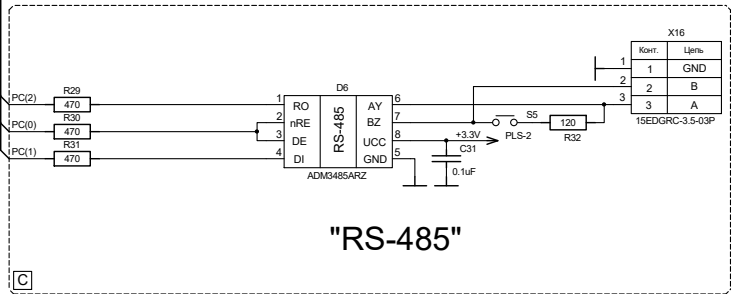 X16
Конт. Цепь
1 1 GND
2 2 B
3 3 A
15EDGRC-3.5-03P
PC(2) R29 470
PC(0) R30 470
PC(1) R31 470
D6
1 RO AY 6
2 nRE BZ 7
3 DE UCC 8
4 DI GND 5
RS-485
ADM3485ARZ
S5
PLS-2
120
R32
+3.3V
C31
0.1uF
"RS-485"
C